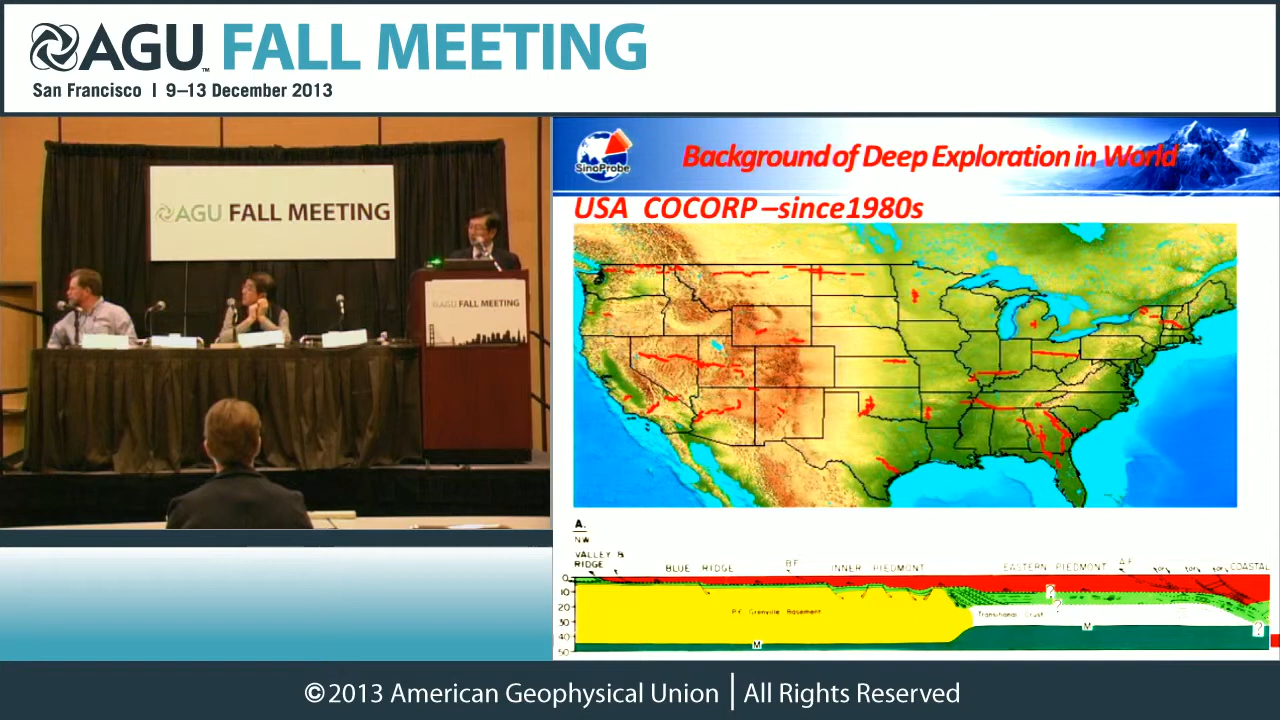 AGU FALL MEETING
TM
San Francisco | 9–13 December 2013
AGU FALL MEETING
AGU FALL MEETING
SinoProbe
Background of Deep Exploration in World
USA COCORP –since1980s
A.
NW
VALLEY &
RIDGE
BLUE RIDGE
B.F.
INNER PIEDMONT
EASTERN PIEDMONT
A.F.
COASTAL
0
10
20
30
40
50
P.C. Grenville Basement
Transitional Crust
?
?
?
M
M
©2013 American Geophysical Union | All Rights Reserved